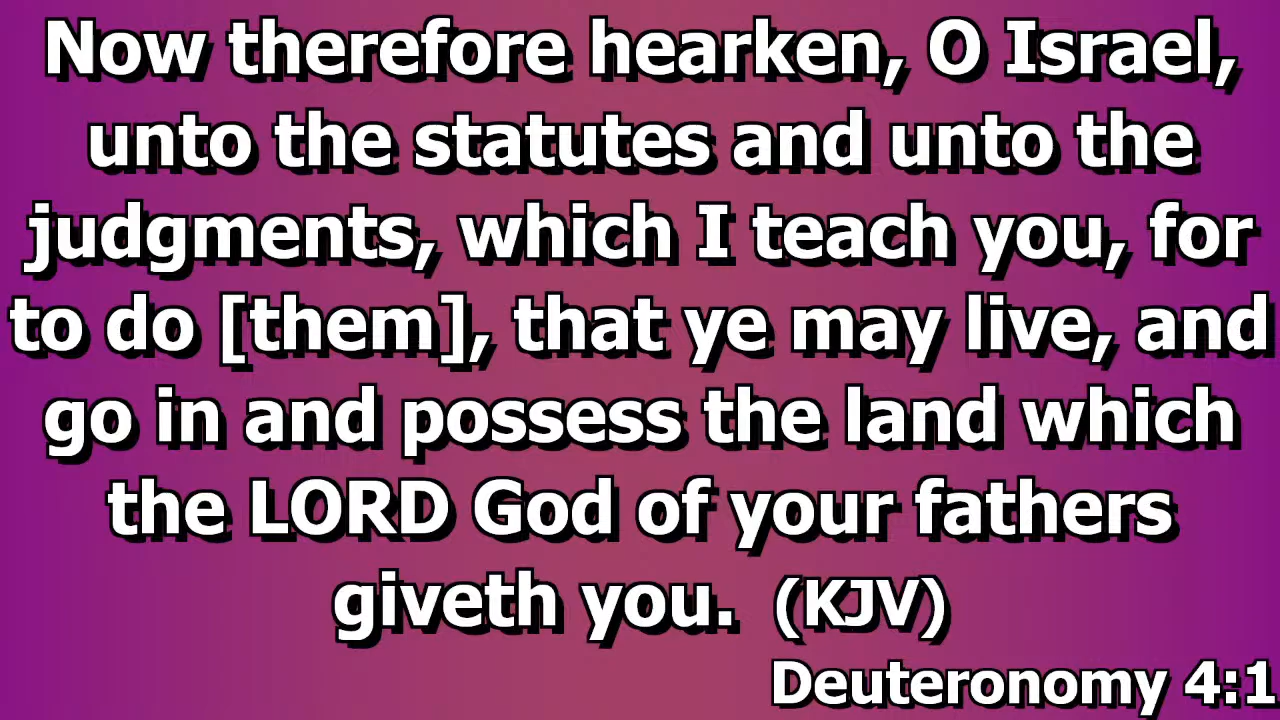 Now therefore hearken, O Israel,
unto the statutes and unto the
judgments, which I teach you, for
to do [them], that ye may live, and
go in and possess the land which
the LORD God of your fathers
giveth you. (KJV)
Deuteronomy 4:1